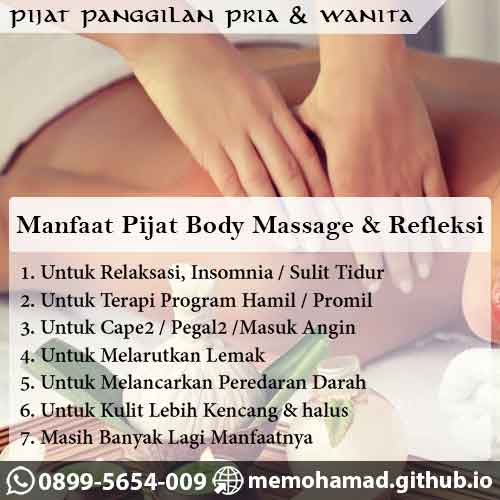 Pijat Panggilan Pria & Wanita
Manfaat Pijat Body Massage & Refleksi
1. Untuk Relaksasi, Insomnia / Sulit Tidur
2. Untuk Terapi Program Hamil / Promil
3. Untuk Cape2 / Pegal2 /Masuk Angin
4. Untuk Melarutkan Lemak
5. Untuk Melancarkan Peredaran Darah
6. Untuk Kulit Lebih Kencang & halus
7. Masih Banyak Lagi Manfaatnya
0899-5654-009 memohamad.github.io